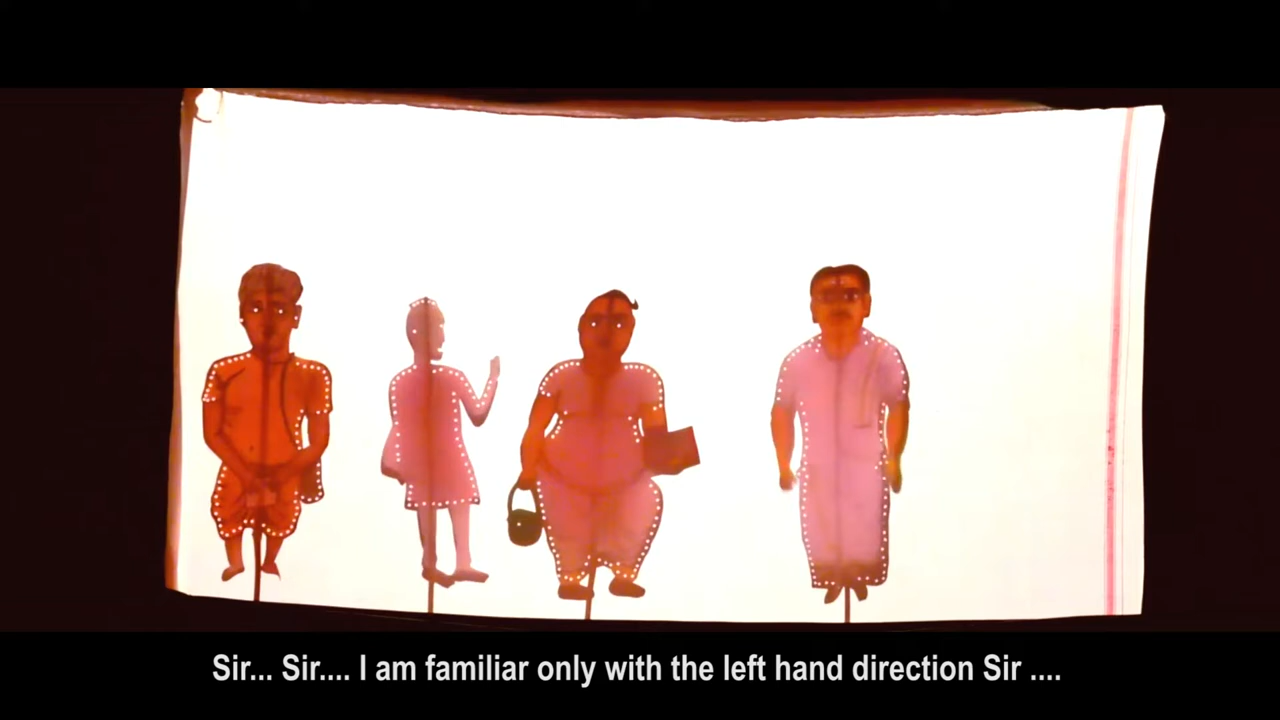 Sir... Sir.... I am familiar only with the left hand direction Sir ....